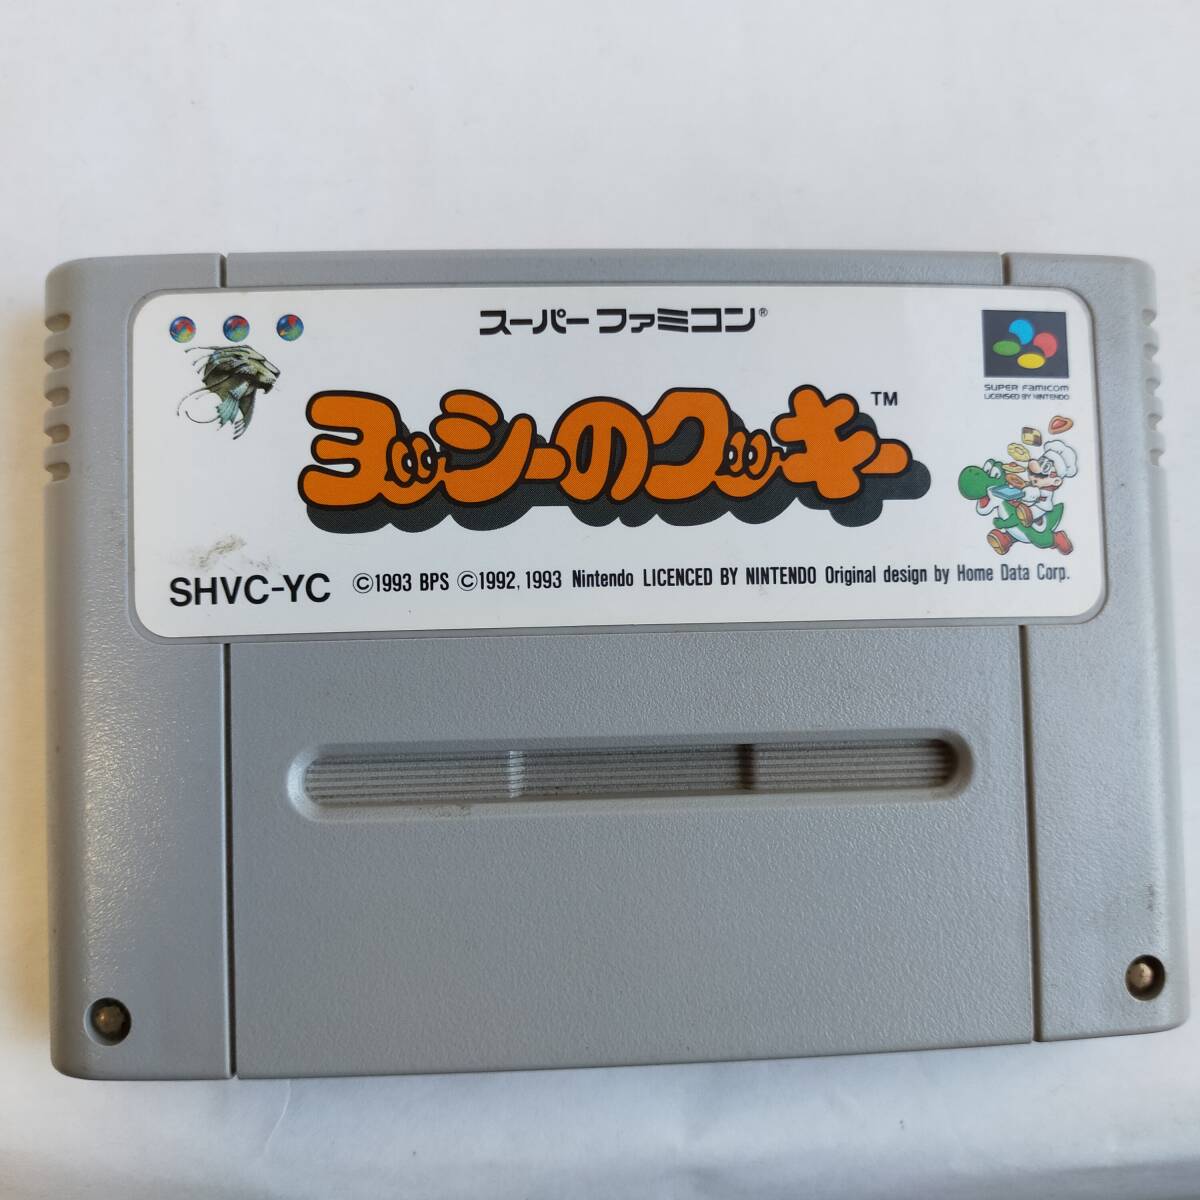 スーパーファミコン®
ヨッシーのクッキー™
SUPER FAMICOM
LICENSED BY NINTENDO
SHVC-YC ©1993 BPS ©1992, 1993 Nintendo LICENCED BY NINTENDO Original design by Home Data Corp.